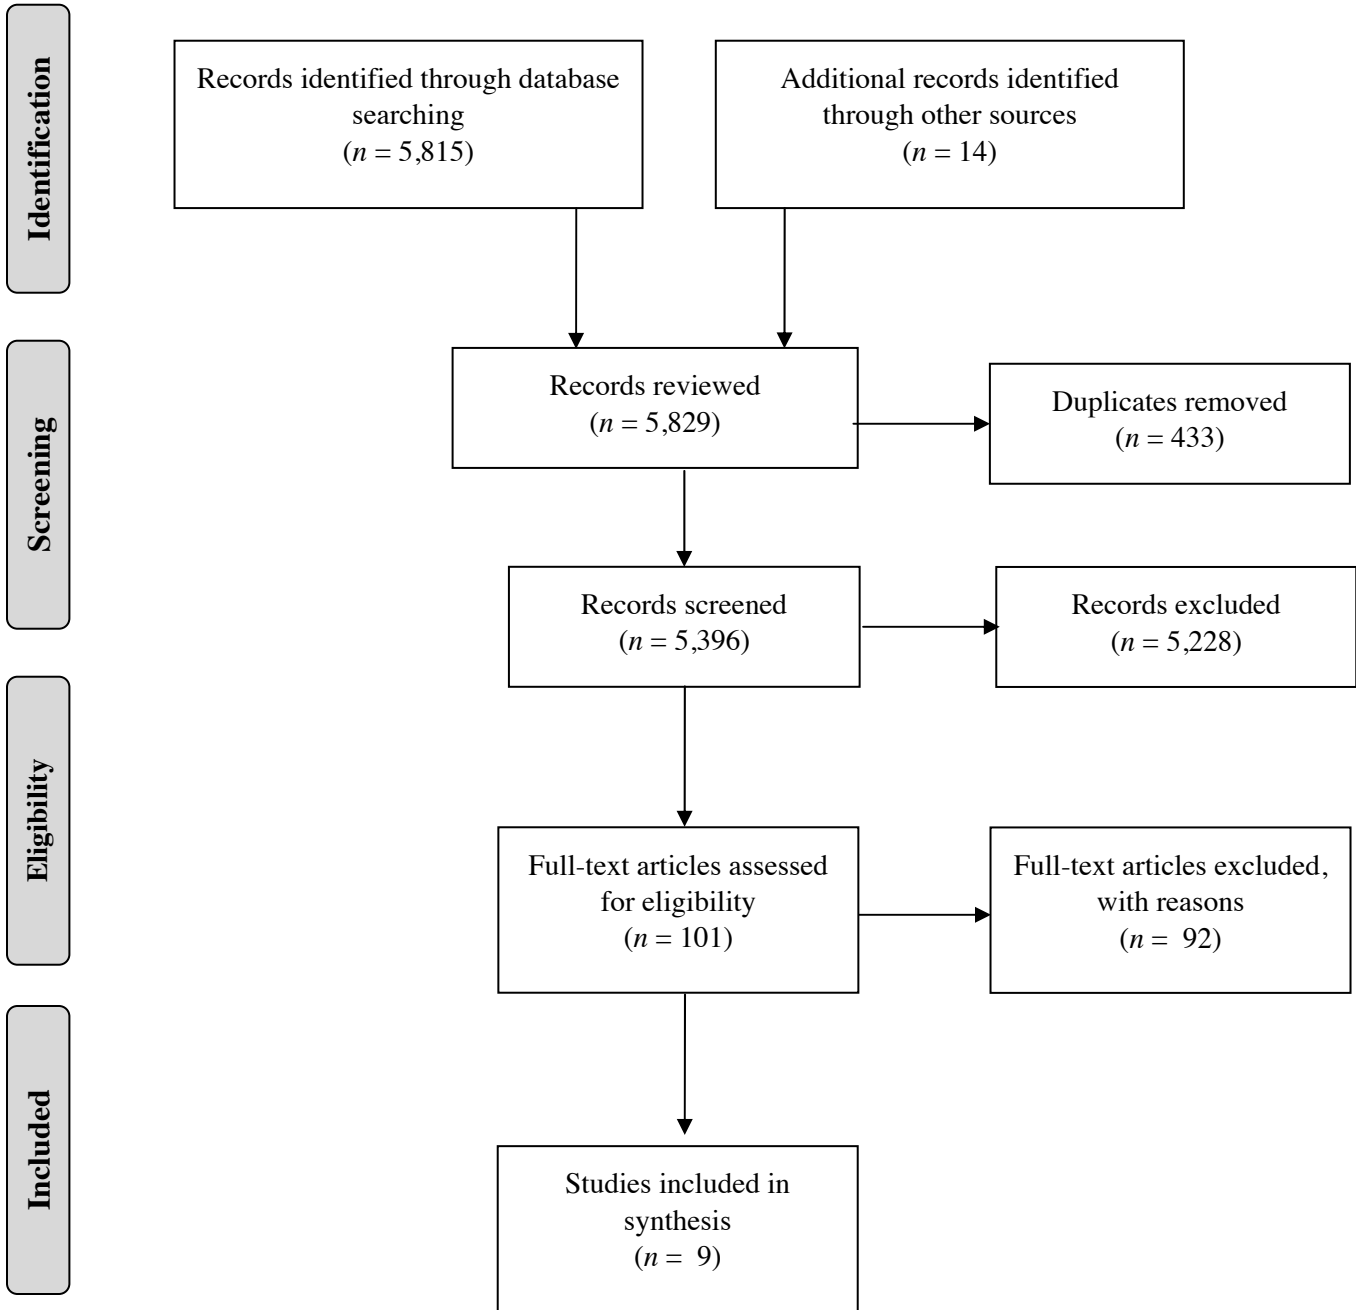 Identification
Records identified through database
searching
(n = 5,815)
Additional records identified
through other sources
(n = 14)
Screening
Records reviewed
(n = 5,829)
Duplicates removed
(n = 433)
Records screened
(n = 5,396)
Records excluded
(n = 5,228)
Eligibility
Full-text articles assessed
for eligibility
(n = 101)
Full-text articles excluded,
with reasons
(n = 92)
Included
Studies included in
synthesis
(n = 9)